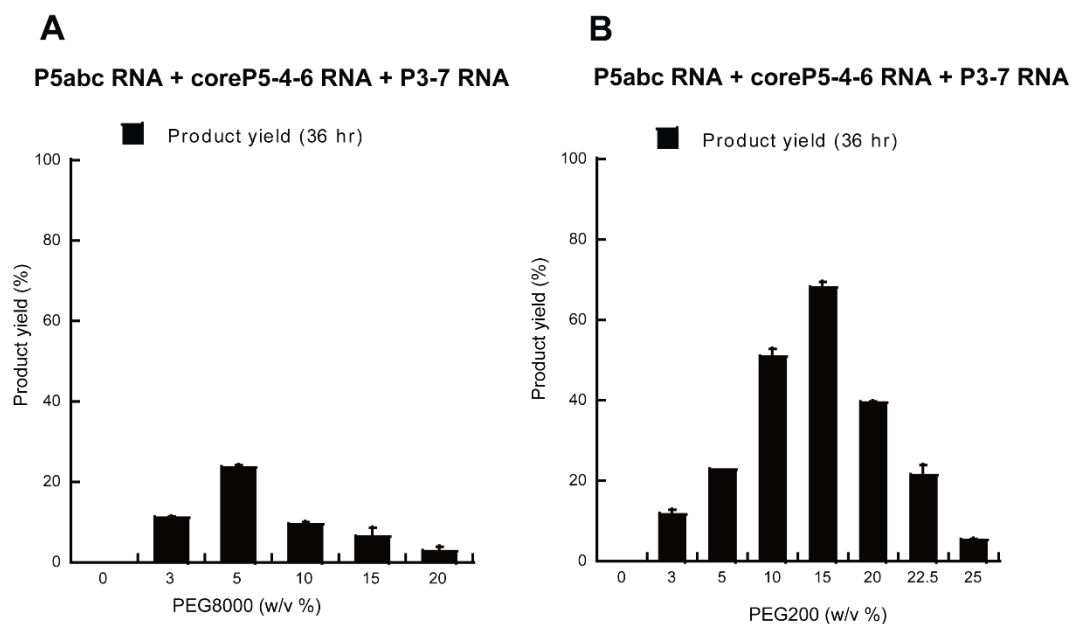 A
P5abc RNA + coreP5-4-6 RNA + P3-7 RNA
Product yield (36 hr)
100
80
60
40
20
0
Product yield (%)
0 3 5 10 15 20
PEG8000 (w/v %)
B
P5abc RNA + coreP5-4-6 RNA + P3-7 RNA
Product yield (36 hr)
100
80
60
40
20
0
Product yield (%)
0 3 5 10 15 20 22.5 25
PEG200 (w/v %)